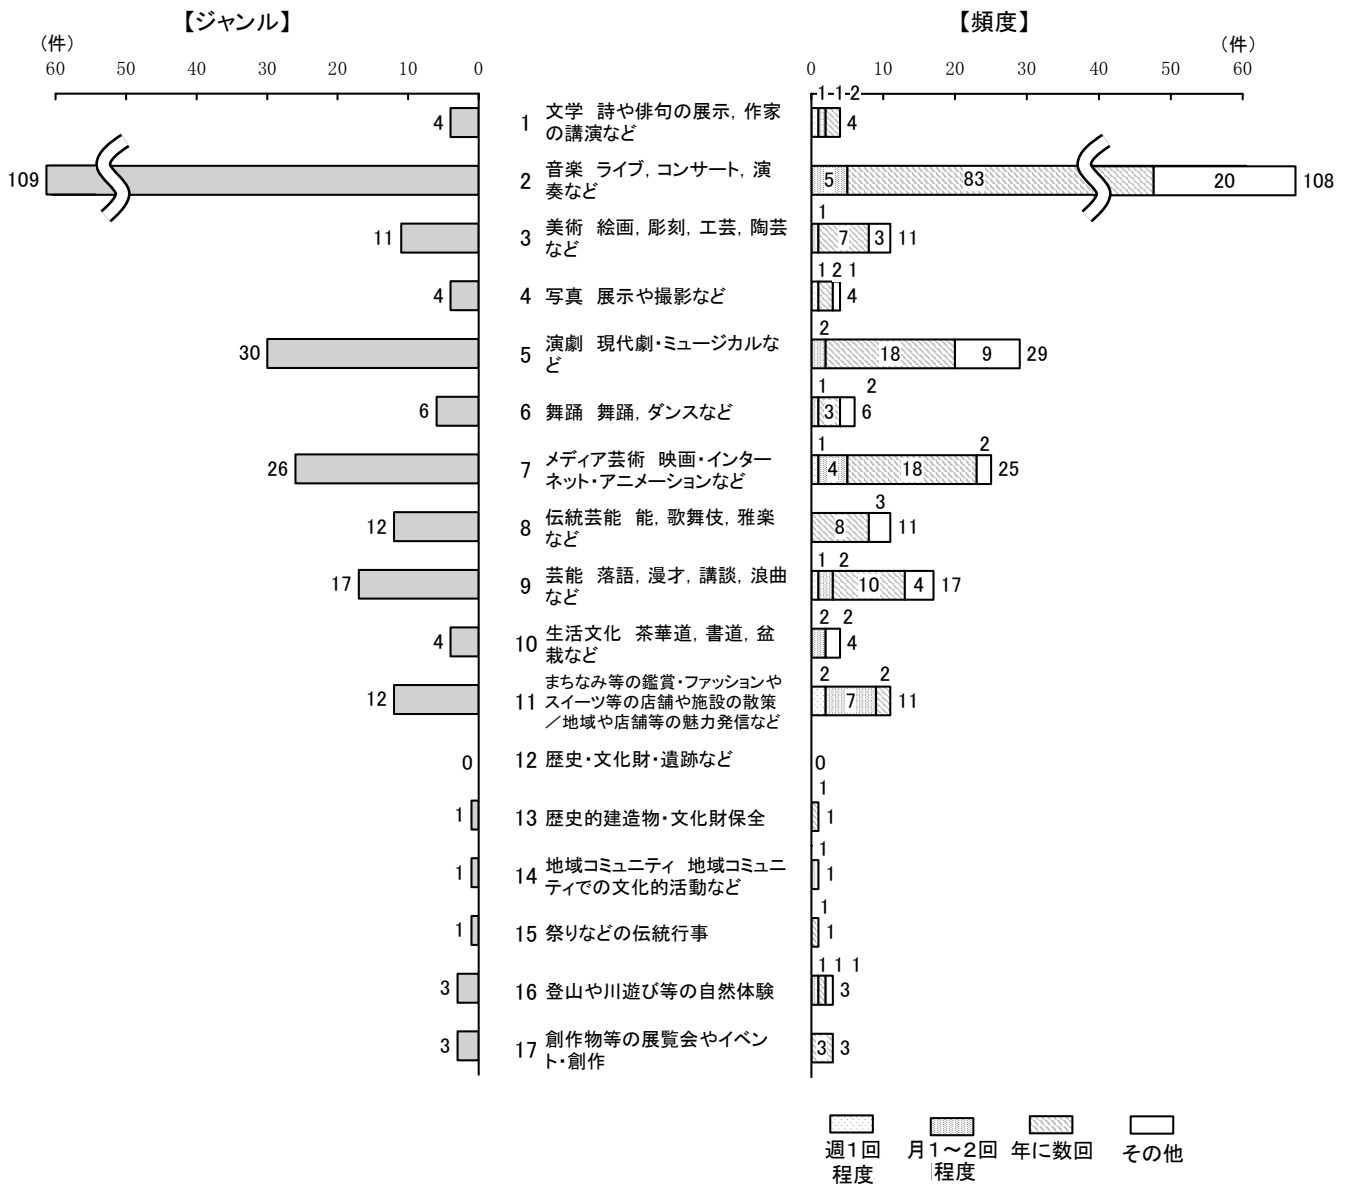 【ジャンル】
【頻度】
(件)
(件)
60 50 40 30 20 10 0
0 10 20 30 40 50 60
1-1-2
4 1 文学 詩や俳句の展示, 作家 4
の講演など
109 2 音楽 ライブ, コンサート, 演 5 83 20 108
奏など
1
11 3 美術 絵画, 彫刻, 工芸, 陶芸 7 3 11
など
1 2 1
4 4 写真 展示や撮影など 4
2
30 5 演劇 現代劇・ミュージカルな 18 9 29
ど
1 2
6 6 舞踊 舞踊, ダンスなど 3 6
1 2
26 7 メディア芸術 映画・インター 4 18 25
ネット・アニメーションなど
3
12 8 伝統芸能 能, 歌舞伎, 雅楽 8 11
など
1 2
17 9 芸能 落語, 漫才, 講談, 浪曲 10 4 17
など
2 2
4 10 生活文化 茶華道, 書道, 盆 4
栽など
2 2
まちなみ等の鑑賞・ファッションや
12 11 スイーツ等の店舗や施設の散策 7 11
／地域や店舗等の魅力発信など
0 12 歴史・文化財・遺跡など 0
1
1 13 歴史的建造物・文化財保全 1
1
1 14 地域コミュニティ 地域コミュニ 1
ティでの文化的活動など
1
1 15 祭りなどの伝統行事 1
1 1 1
3 16 登山や川遊び等の自然体験 3
3 17 創作物等の展覧会やイベン 3 3
ト・創作
週１回 月１～２回 年に数回 その他
程度 程度